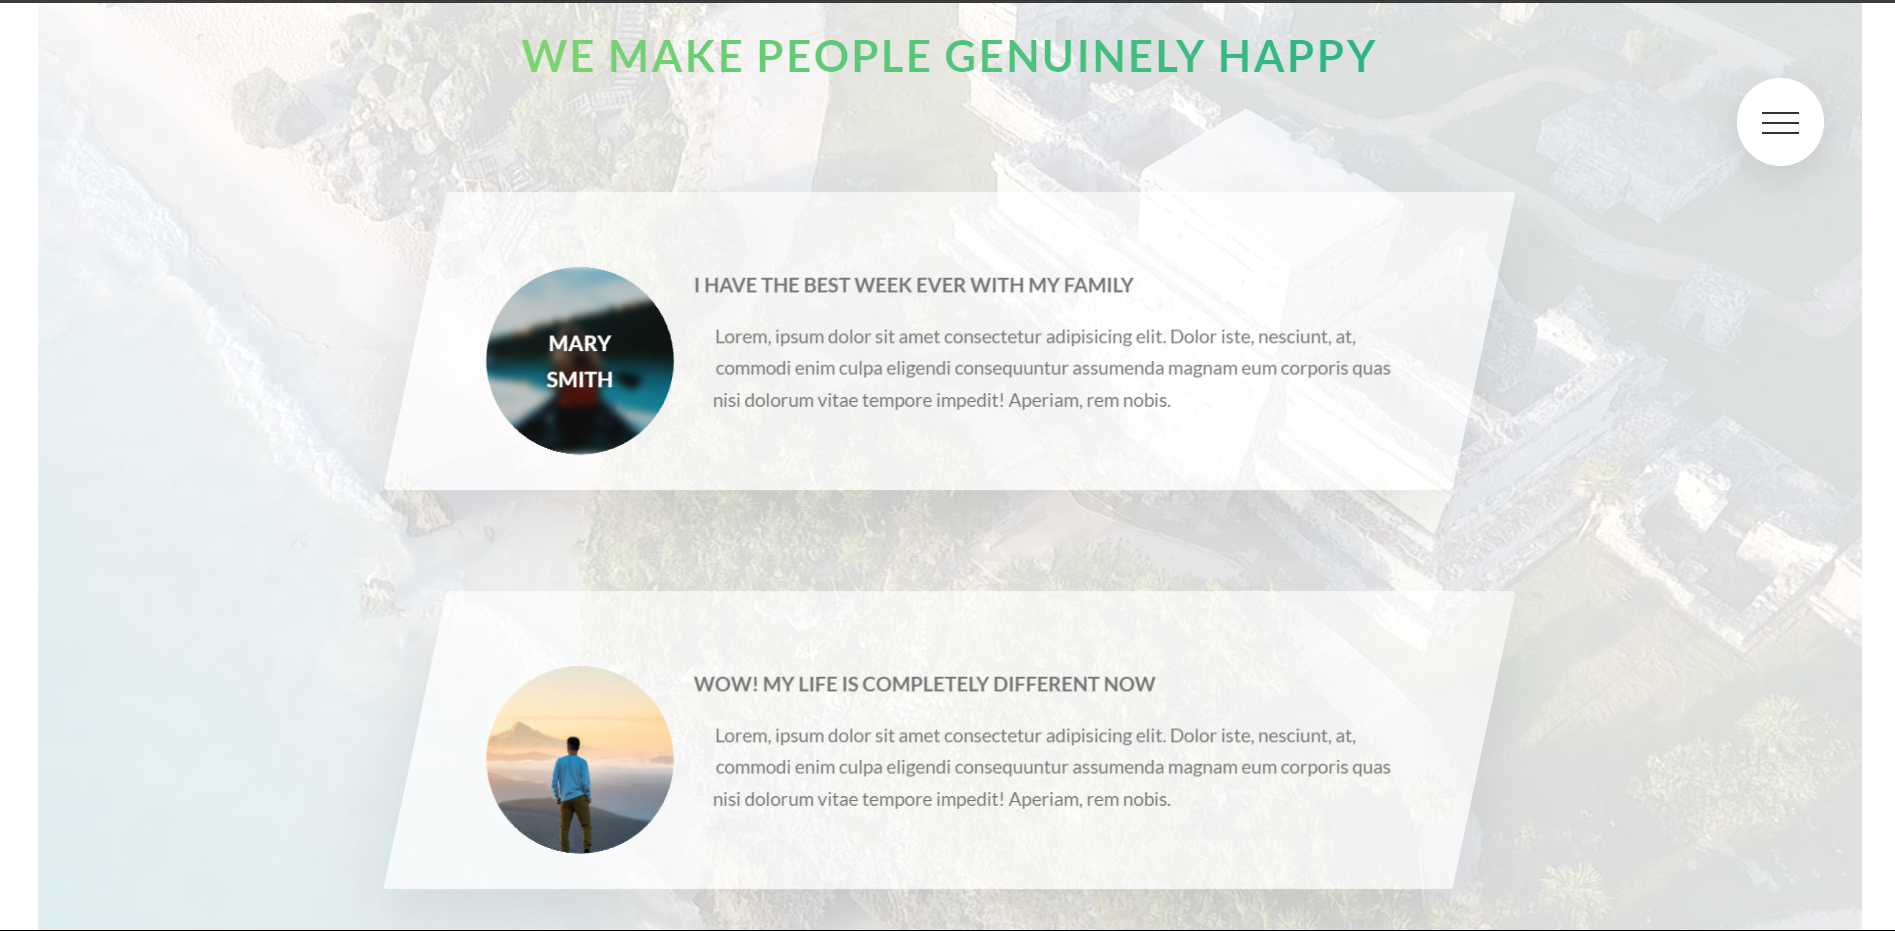 WE MAKE PEOPLE GENUINELY HAPPY
I HAVE THE BEST WEEK EVER WITH MY FAMILY
MARY
SMITH
Lorem, ipsum dolor sit amet consectetur adipisicing elit. Dolor iste, nesciunt, at,
commodi enim culpa eligendi consequuntur assumenda magnam eum corporis quas
nisi dolorum vitae tempore impedit! Aperiam, rem nobis.
WOW! MY LIFE IS COMPLETELY DIFFERENT NOW
Lorem, ipsum dolor sit amet consectetur adipisicing elit. Dolor iste, nesciunt, at,
commodi enim culpa eligendi consequuntur assumenda magnam eum corporis quas
nisi dolorum vitae tempore impedit! Aperiam, rem nobis.